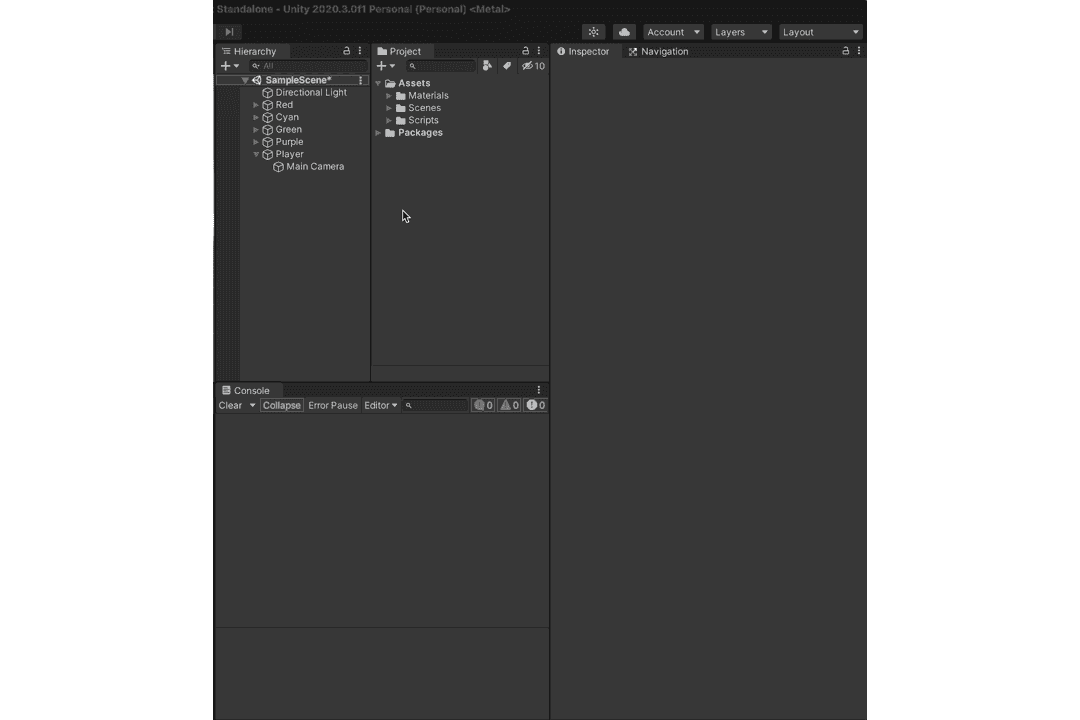 Standalone - Unity 2020.3.0f1 Personal (Personal) <Metal>
Account Layers Layout
Hierarchy
All
SampleScene*
Directional Light
Red
Cyan
Green
Purple
Player
Main Camera
Project
10
Assets
Materials
Scenes
Scripts
Packages
Inspector Navigation
Console
Clear Collapse Error Pause Editor 0 0 0